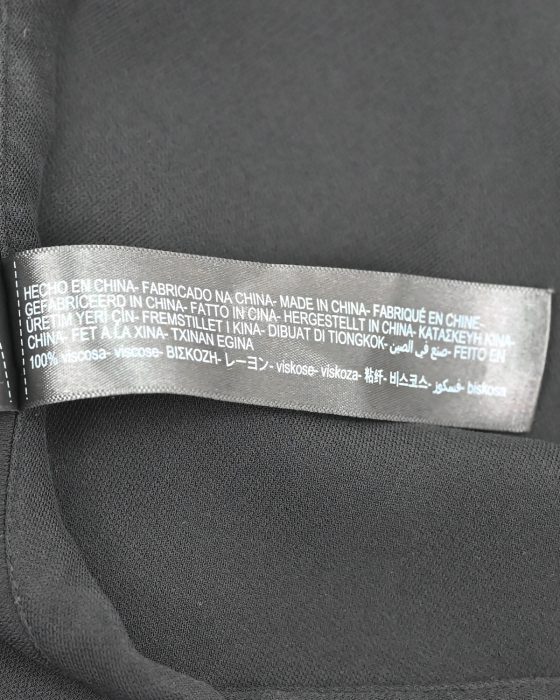 HECHO EN CHINA- FABRICADO NA CHINA- MADE IN CHINA- FABRIQUÉ EN CHINE-
GEFABRICEERD IN CHINA- FATTO IN CINA- HERGESTELLT IN CHINA- ΚΑΤΑΣΚΕΥΗ ΚΙΝΑ-
ÜRETİM YERİ ÇİN- FREMSTILLET I KINA- DIBUAT DI TIONGKOK- صنع في الصين- FEITO EN
CHINA- FET A LA XINA- TXINAN EGINA
100% viscosa- viscose- ΒΙΣΚΟΖΗ- レーヨン- viskose- viskoza- 粘纤- 비스코스- فسكوز- biskosa